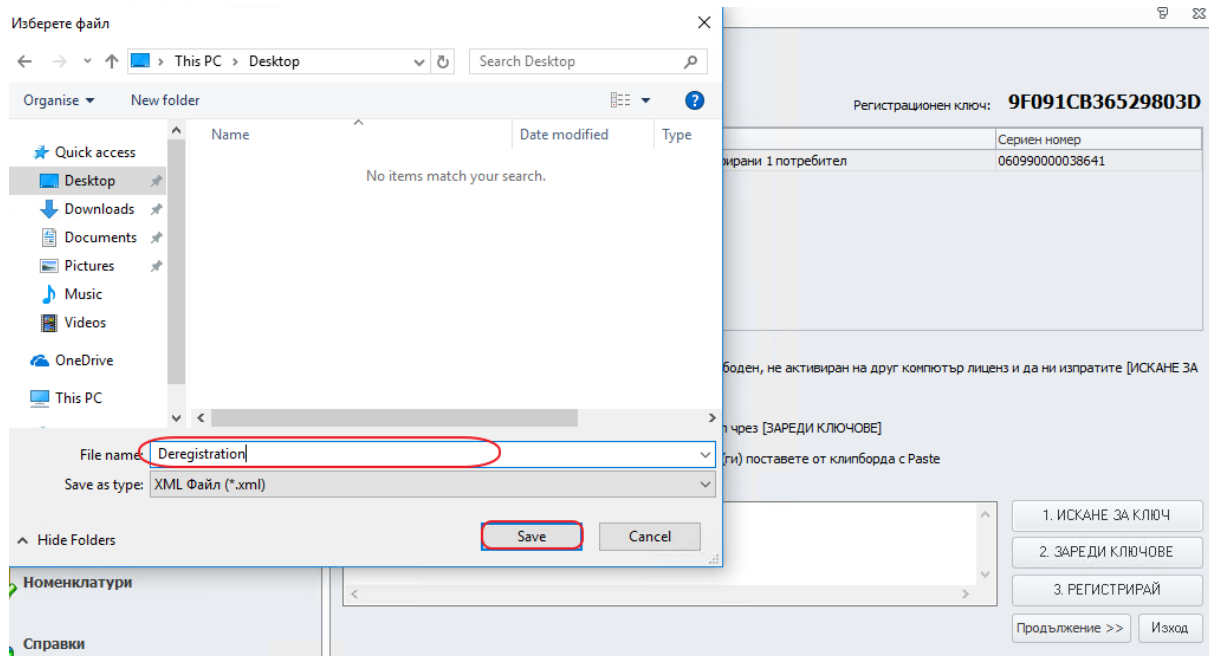 Изберете файл
This PC > Desktop
Search Desktop
Organise
New folder
Регистрационен ключ: 9F091CB36529803D
Name
Date modified
Type
Quick access
Desktop
Downloads
Documents
Pictures
Music
Videos
OneDrive
This PC
No items match your search.
Сериен номер
ирани 1 потребител
060990000038641
боден, не активиран на друг компютър лиценз и да ни изпратите [ИСКАНЕ ЗА
чрез [ЗАРЕДИ КЛЮЧОВЕ]
(ги) поставете от клипборда с Paste
File name: Deregistration
Save as type: XML Файл (*.xml)
Hide Folders
Save
Cancel
1. ИСКАНЕ ЗА КЛЮЧ
2. ЗАРЕДИ КЛЮЧОВЕ
3. РЕГИСТРИРАЙ
Продължение >>
Изход
Номенклатури
Справки